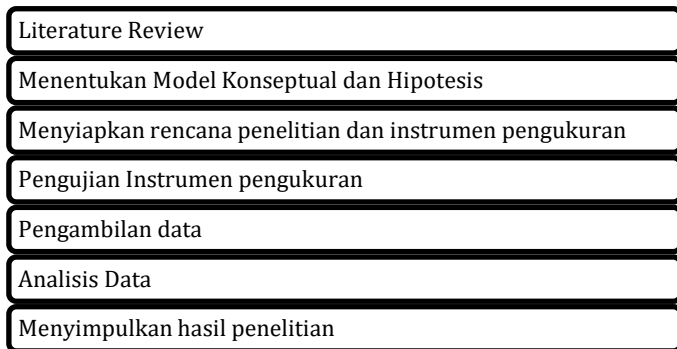 Literature Review
Menentukan Model Konseptual dan Hipotesis
Menyiapkan rencana penelitian dan instrumen pengukuran
Pengujian Instrumen pengukuran
Pengambilan data
Analisis Data
Menyimpulkan hasil penelitian